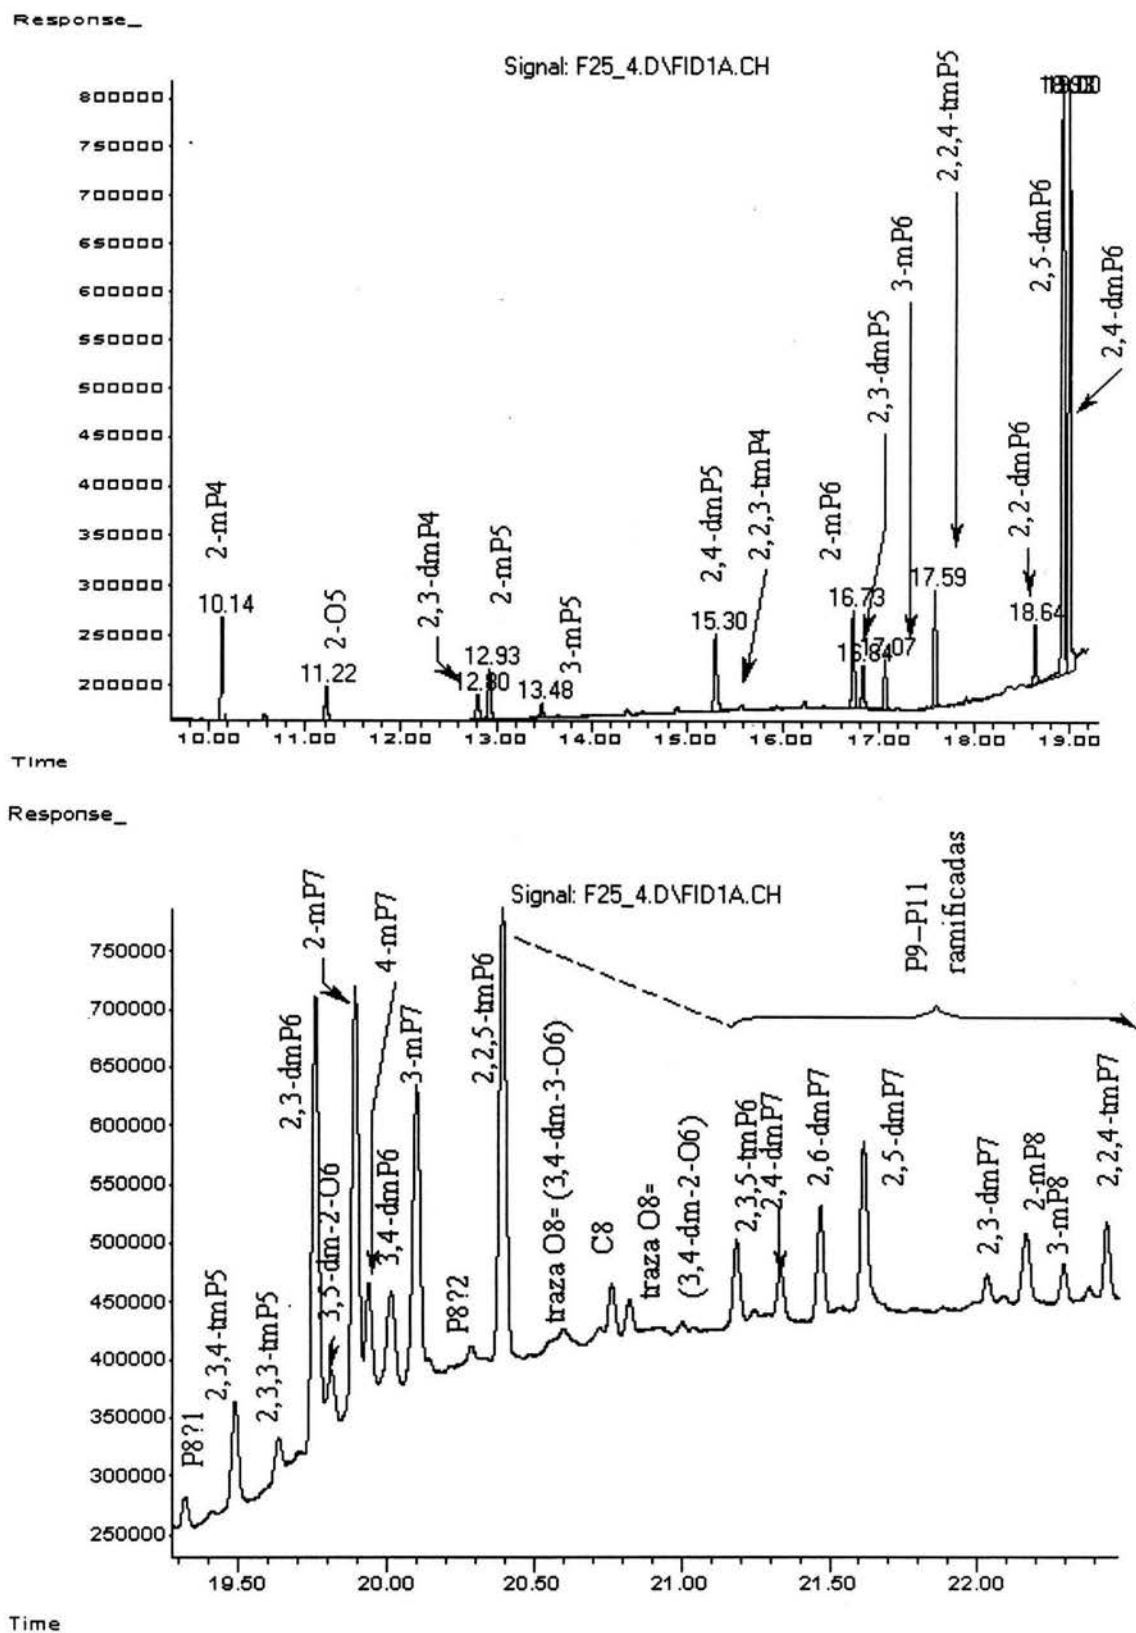 Response_
Signal: F25_4.D\FID1A.CH
800000
750000
700000
650000
600000
550000
500000
450000
400000
350000
300000
250000
200000
2-mP4
10.14
2-O5
11.22
2,3-dmP4
12.80
2-mP5
12.93
3-mP5
13.48
2,4-dmP5
15.30
2,2,3-tmP4
2-mP6
16.73
2,3-dmP5
16.84
3-mP6
17.07
2,2,4-tmP5
17.59
2,2-dmP6
18.64
2,5-dmP6
2,4-dmP6
10.00 11.00 12.00 13.00 14.00 15.00 16.00 17.00 18.00 19.00
Time
Response_
Signal: F25_4.D\FID1A.CH
750000
700000
650000
600000
550000
500000
450000
400000
350000
300000
250000
P8?1
2,3,4-tmP5
2,3,3-tmP5
2,3-dmP6
3,5-dm-2-O6
2-mP7
4-mP7
3,4-dmP6
3-mP7
P8?2
2,2,5-tmP6
traza O8= (3,4-dm-3-O6)
C8
traza O8=
(3,4-dm-2-O6)
P9–P11
ramificadas
2,3,5-tmP6
2,4-dmP7
2,6-dmP7
2,5-dmP7
2,3-dmP7
2-mP8
3-mP8
2,2,4-tmP7
19.50 20.00 20.50 21.00 21.50 22.00
Time